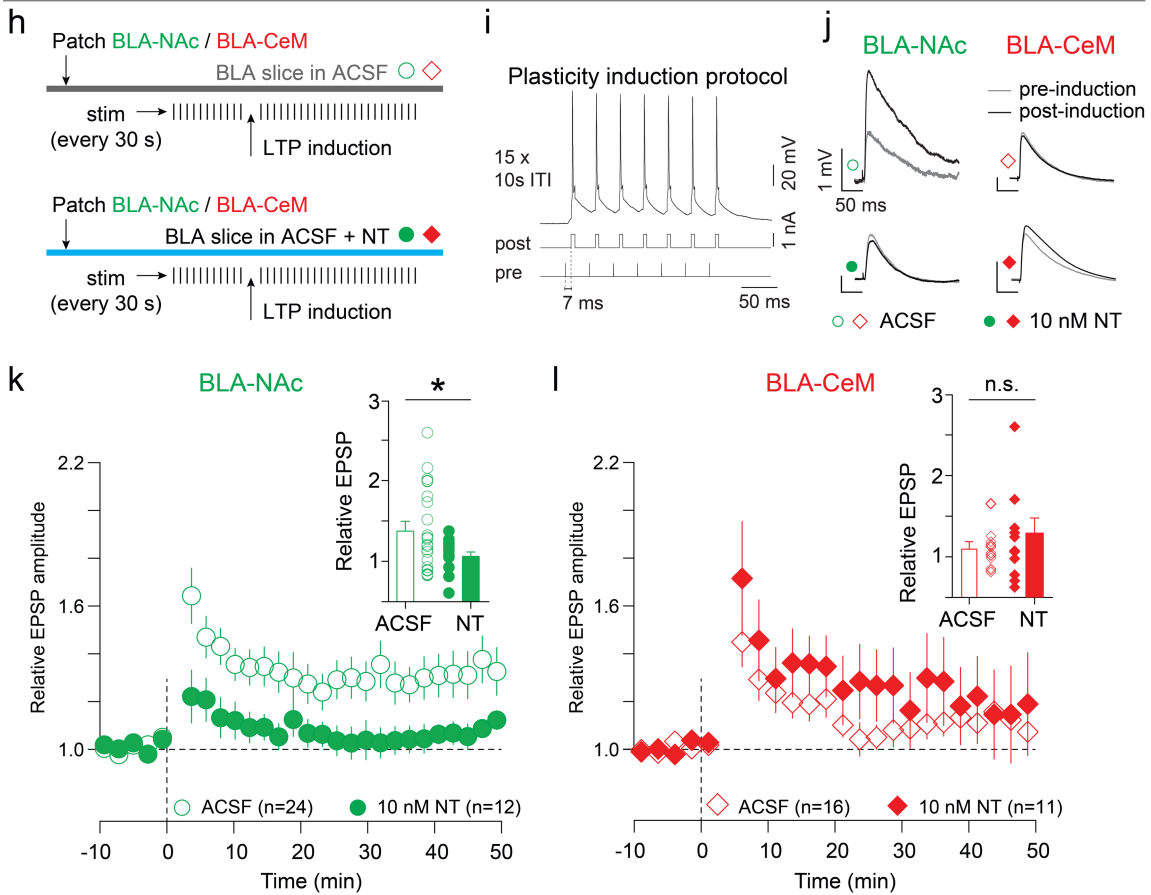 h
Patch BLA-NAc / BLA-CeM
BLA slice in ACSF
stim
(every 30 s)
LTP induction
Patch BLA-NAc / BLA-CeM
BLA slice in ACSF + NT
stim
(every 30 s)
LTP induction
i
Plasticity induction protocol
15 x
10s ITI
20 mV
1 nA
post
pre
7 ms
50 ms
j
BLA-NAc
BLA-CeM
pre-induction
post-induction
1 mV
50 ms
ACSF
10 nM NT
k
BLA-NAc
*
3
2
1
Relative EPSP
ACSF
NT
2.2
1.6
1.0
Relative EPSP amplitude
ACSF (n=24)
10 nM NT (n=12)
-10
0
10
20
30
40
50
Time (min)
l
BLA-CeM
n.s.
3
2
1
Relative EPSP
ACSF
NT
2.2
1.6
1.0
Relative EPSP amplitude
ACSF (n=16)
10 nM NT (n=11)
-10
0
10
20
30
40
50
Time (min)